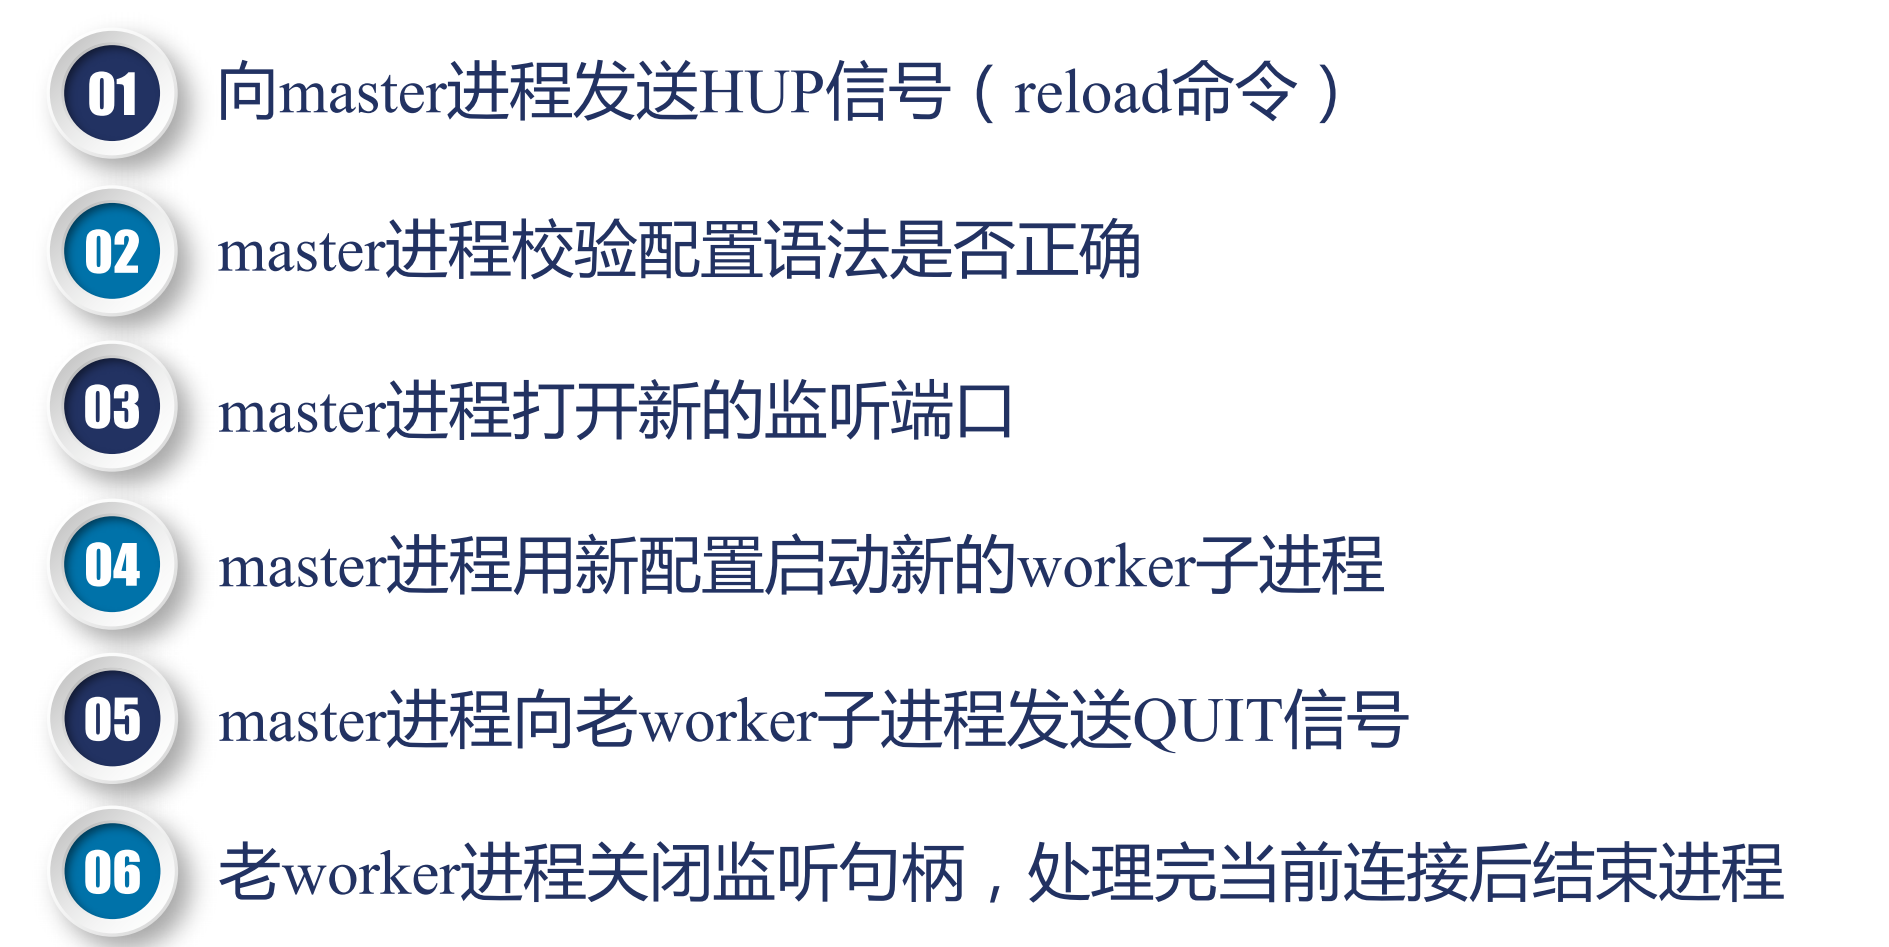 01 向master进程发送HUP信号（reload命令）
02 master进程校验配置语法是否正确
03 master进程打开新的监听端口
04 master进程用新配置启动新的worker子进程
05 master进程向老worker子进程发送QUIT信号
06 老worker进程关闭监听句柄，处理完当前连接后结束进程